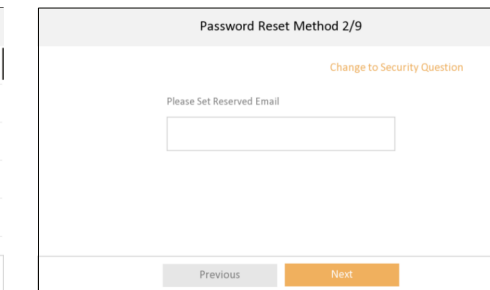 Password Reset Method 2/9
Change to Security Question
Please Set Reserved Email
Previous
Next